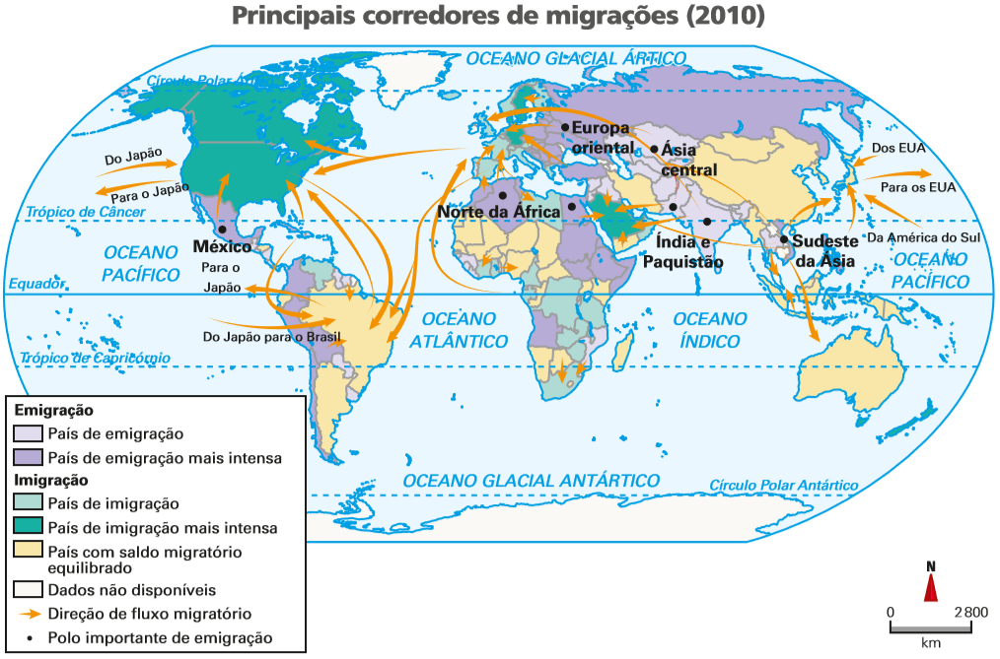 Principais corredores de migrações (2010)
OCEANO GLACIAL ÁRTICO
Círculo Polar Ártico
Europa
oriental
Ásia
central
Do Japão
Para o Japão
Dos EUA
Para os EUA
Trópico de Câncer
Norte da África
México
Índia e
Paquistão
Sudeste
da Ásia
Da América do Sul
OCEANO
PACÍFICO
OCEANO
PACÍFICO
Para o
Japão
Equador
OCEANO
ATLÂNTICO
OCEANO
ÍNDICO
Do Japão para o Brasil
Trópico de Capricórnio
OCEANO GLACIAL ANTÁRTICO
Círculo Polar Antártico
Emigração
País de emigração
País de emigração mais intensa
Imigração
País de imigração
País de imigração mais intensa
País com saldo migratório
equilibrado
Dados não disponíveis
Direção de fluxo migratório
Polo importante de emigração
N
0 2 800
km